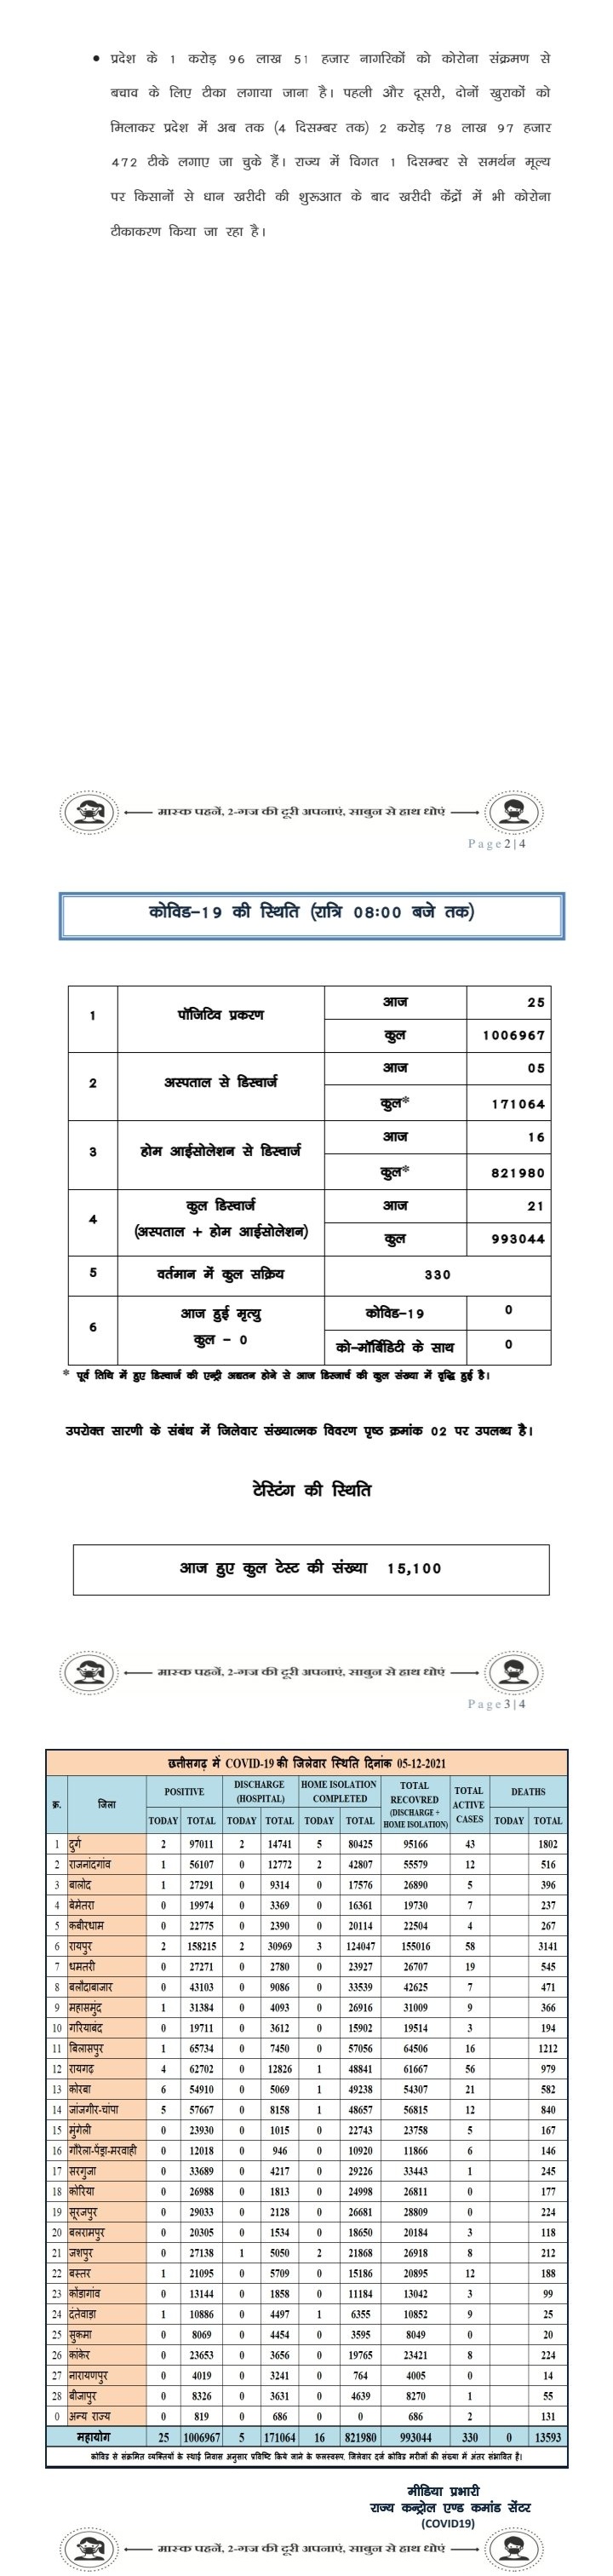 • प्रदेश के 1 करोड़ 96 लाख 51 हजार नागरिकों को कोरोना संक्रमण से
बचाव के लिए टीका लगाया जाना है। पहली और दूसरी, दोनों खुराकों को
मिलाकर प्रदेश में अब तक (4 दिसम्बर तक) 2 करोड़ 78 लाख 97 हजार
472 टीके लगाए जा चुके हैं। राज्य में विगत 1 दिसम्बर से समर्थन मूल्य
पर किसानों से धान खरीदी की शुरूआत के बाद खरीदी केंद्रों में भी कोरोना
टीकाकरण किया जा रहा है।
मास्क पहनें, 2-गज की दूरी अपनाएं, साबुन से हाथ धोएं
Page 2|4
कोविड-19 की स्थिति (रात्रि 08:00 बजे तक)
1 पॉजिटिव प्रकरण आज 25
कुल 1006967
2 अस्पताल से डिस्चार्ज आज 05
कुल* 171064
3 होम आईसोलेशन से डिस्चार्ज आज 16
कुल* 821980
4 कुल डिस्चार्ज (अस्पताल + होम आईसोलेशन) आज 21
कुल 993044
5 वर्तमान में कुल सक्रिय 330
6 आज हुई मृत्यु कुल - 0 कोविड-19 0
को-मॉर्बिडिटी के साथ 0
* पूर्व तिथि में हुए डिस्चार्ज की एन्ट्री अद्यतन होने से आज डिस्जार्च की कुल संख्या में वृद्धि हुई है।
उपरोक्त सारणी के संबंध में जिलेवार संख्यात्मक विवरण पृष्ठ क्रमांक 02 पर उपलब्ध है।
टेस्टिंग की स्थिति
आज हुए कुल टेस्ट की संख्या 15,100
मास्क पहनें, 2-गज की दूरी अपनाएं, साबुन से हाथ धोएं
Page 3|4
छत्तीसगढ़ में COVID-19 की जिलेवार स्थिति दिनांक 05-12-2021
क्र. जिला POSITIVE DISCHARGE (HOSPITAL) HOME ISOLATION COMPLETED TOTAL RECOVRED (DISCHARGE + HOME ISOLATION) TOTAL ACTIVE CASES DEATHS
TODAY TOTAL TODAY TOTAL TODAY TOTAL TODAY TOTAL
1 दुर्ग 2 97011 2 14741 5 80425 95166 43 1802
2 राजनांदगांव 1 56107 0 12772 2 42807 55579 12 516
3 बालोद 1 27291 0 9314 0 17576 26890 5 396
4 बेमेतरा 0 19974 0 3369 0 16361 19730 7 237
5 कबीरधाम 0 22775 0 2390 0 20114 22504 4 267
6 रायपुर 2 158215 2 30969 3 124047 155016 58 3141
7 धमतरी 0 27271 0 2780 0 23927 26707 19 545
8 बलौदाबाजार 0 43103 0 9086 0 33539 42625 7 471
9 महासमुंद 1 31384 0 4093 0 26916 31009 9 366
10 गरियाबंद 0 19711 0 3612 0 15902 19514 3 194
11 बिलासपुर 1 65734 0 7450 0 57056 64506 16 1212
12 रायगढ़ 4 62702 0 12826 1 48841 61667 56 979
13 कोरबा 6 54910 0 5069 1 49238 54307 21 582
14 जांजगीर-चांपा 5 57667 0 8158 1 48657 56815 12 840
15 मुंगेली 0 23930 0 1015 0 22743 23758 5 167
16 गौरेला-पेंड्रा-मरवाही 0 12018 0 946 0 10920 11866 6 146
17 सरगुजा 0 33689 0 4217 0 29226 33443 1 245
18 कोरिया 0 26988 0 1813 0 24998 26811 0 177
19 सूरजपुर 0 29033 0 2128 0 26681 28809 0 224
20 बलरामपुर 0 20305 0 1534 0 18650 20184 3 118
21 जशपुर 0 27138 1 5050 2 21868 26918 8 212
22 बस्तर 1 21095 0 5709 0 15186 20895 12 188
23 कोंडागांव 0 13144 0 1858 0 11184 13042 3 99
24 दंतेवाड़ा 1 10886 0 4497 1 6355 10852 9 25
25 सुकमा 0 8069 0 4454 0 3595 8049 0 20
26 कांकेर 0 23653 0 3656 0 19765 23421 8 224
27 नारायणपुर 0 4019 0 3241 0 764 4005 0 14
28 बीजापुर 0 8326 0 3631 0 4639 8270 1 55
0 अन्य राज्य 0 819 0 686 0 0 686 2 131
महायोग 25 1006967 5 171064 16 821980 993044 330 0 13593
कोविड से संक्रमित व्यक्तियों के स्थाई निवास अनुसार प्रविष्टि किये जाने के फलस्वरूप, जिलेवार दर्ज कोविड मरीजों की संख्या में अंतर संभावित है।
मीडिया प्रभारी
राज्य कन्ट्रोल एण्ड कमांड सेंटर
(COVID19)
मास्क पहनें, 2-गज की दूरी अपनाएं, साबुन से हाथ धोएं